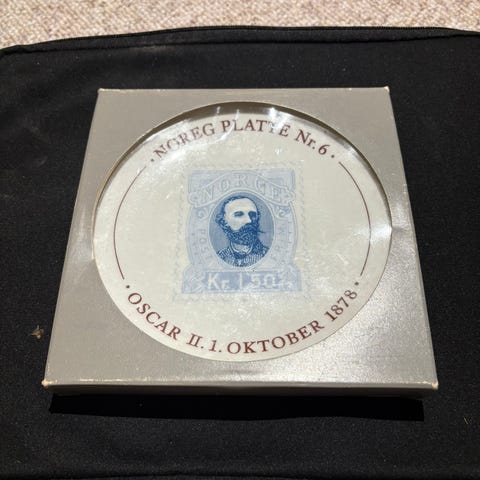 · NOREG PLATTE Nr. 6 ·
NORGE
Kr. 1,50
· OSCAR II. 1. OKTOBER 1878 ·